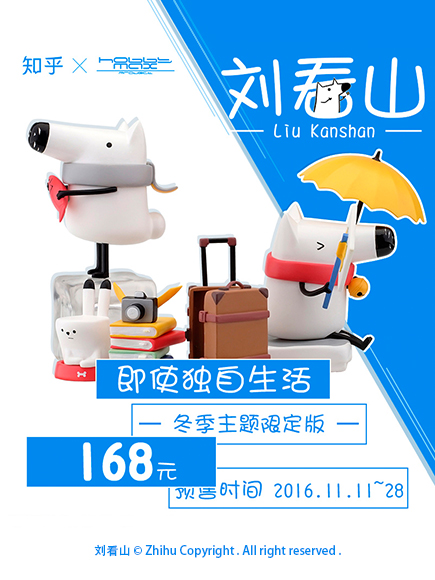 知乎 ×
刘看山
Liu Kanshan
即使独自生活
冬季主题限定版
168元
预售时间 2016.11.11~28
刘看山 © Zhihu Copyright . All right reserved .